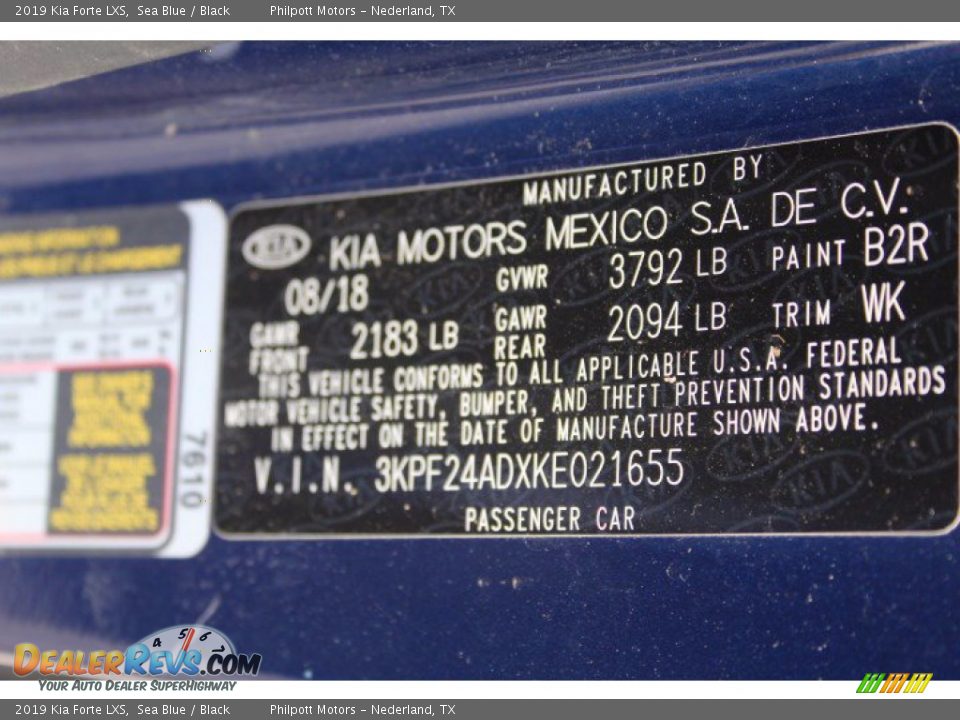 2019 Kia Forte LXS, Sea Blue / Black Philpott Motors - Nederland, TX
MANUFACTURED BY
KIA KIA MOTORS MEXICO S.A. DE C.V.
08/18 GVWR 3792 LB PAINT B2R
GAWR FRONT 2183 LB GAWR REAR 2094 LB TRIM WK
THIS VEHICLE CONFORMS TO ALL APPLICABLE U.S.A. FEDERAL
MOTOR VEHICLE SAFETY, BUMPER, AND THEFT PREVENTION STANDARDS
IN EFFECT ON THE DATE OF MANUFACTURE SHOWN ABOVE.
V.I.N. 3KPF24ADXKE021655
PASSENGER CAR
7610
4 5 6
DEALERREVS.COM
YOUR AUTO DEALER SUPERHIGHWAY
2019 Kia Forte LXS, Sea Blue / Black Philpott Motors - Nederland, TX